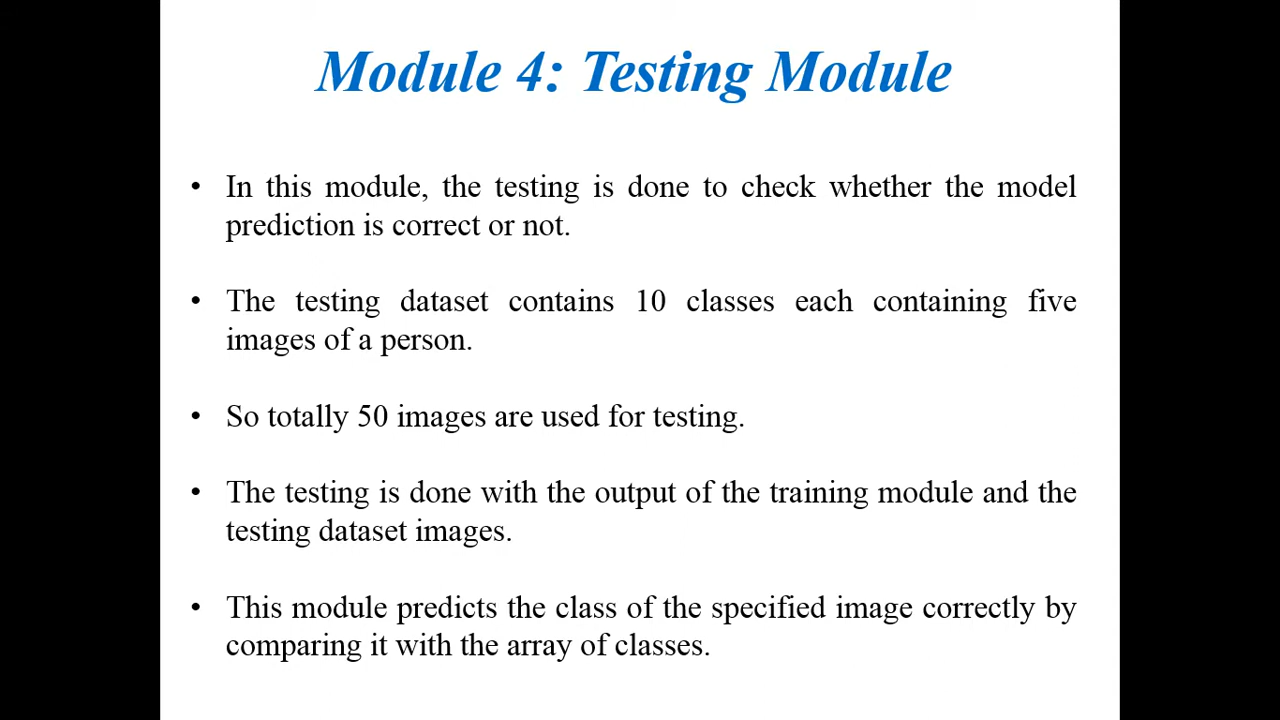 Module 4: Testing Module
• In this module, the testing is done to check whether the model
prediction is correct or not.
• The testing dataset contains 10 classes each containing five
images of a person.
• So totally 50 images are used for testing.
• The testing is done with the output of the training module and the
testing dataset images.
• This module predicts the class of the specified image correctly by
comparing it with the array of classes.